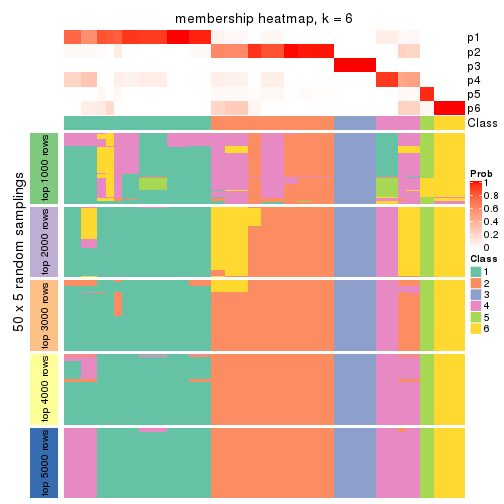 membership heatmap, k = 6
p1
p2
p3
p4
p5
p6
Class
50 x 5 random samplings
top 1000 rows
top 2000 rows
top 3000 rows
top 4000 rows
top 5000 rows
Prob
1
0.8
0.6
0.4
0.2
0
Class
1
2
3
4
5
6